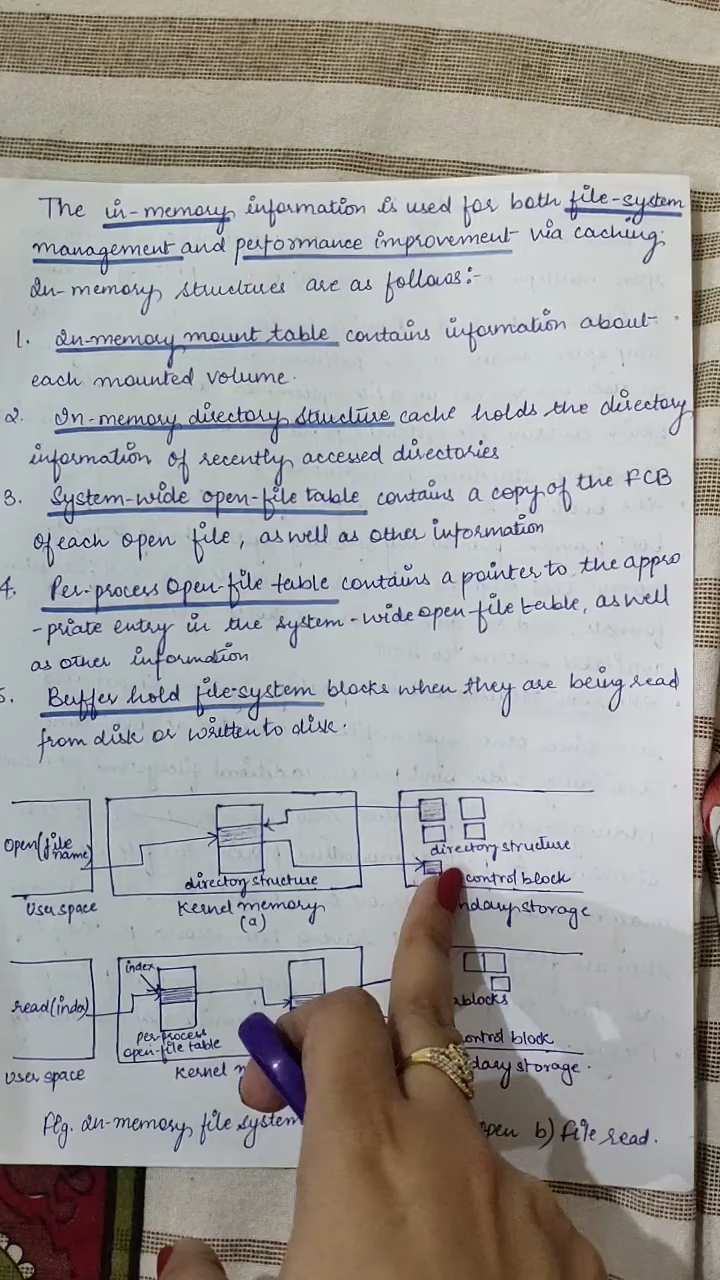 The in-memory information is used for both file-system
management and performance improvement via caching.
In-memory structures are as follows:-
1. In-memory mount table contains information about
each mounted volume.
2. In-memory directory structure cache holds the directory
information of recently accessed directories
3. System-wide open-file table contains a copy of the FCB
of each open file, as well as other information
4. Per-process open-file table contains a pointer to the appro
-priate entry in the system-wide open-file table, as well
as other information
5. Buffer hold file-system blocks when they are being read
from disk or written to disk.
open(file
name)
directory structure
directory structure
control block
User space
Kernel memory
(a)
storage
index
read(index)
per-process
open-file table
blocks
control block
User space
Kernel
storage.
Fig. In-memory file system
open b) file read.